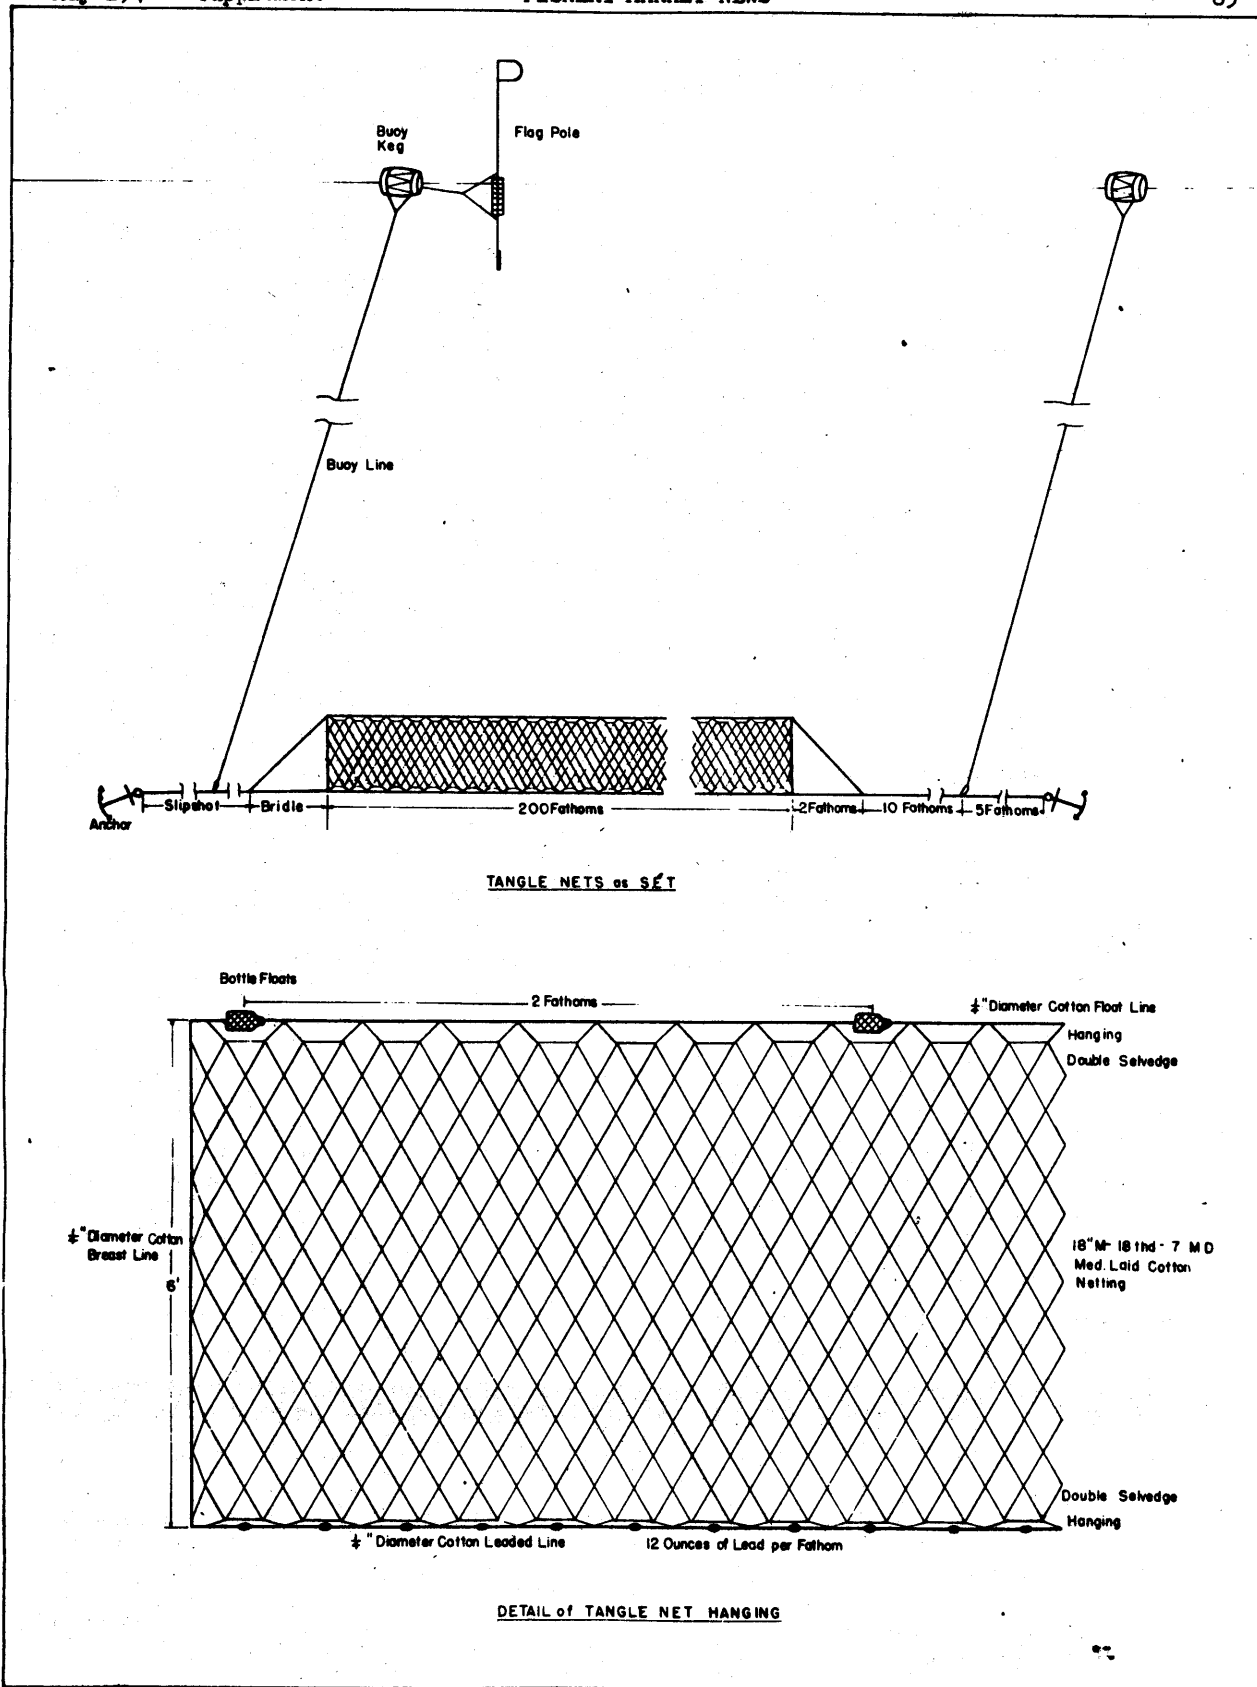 Buoy
Keg
Flag Pole
Buoy Line
Slipshot
Bridle
200 Fathoms
2 Fathoms
10 Fathoms
5 Fathoms
Anchor
TANGLE NETS as SET
Bottle Floats
2 Fathoms
" Diameter Cotton Float Line
Hanging
Double Selvedge
" Diameter Cotton
Breast Line
6'
18" M- 18 thd - 7 M D
Med. Laid Cotton
Netting
Double Selvedge
Hanging
" Diameter Cotton Leaded Line
12 Ounces of Lead per Fathom
DETAIL of TANGLE NET HANGING